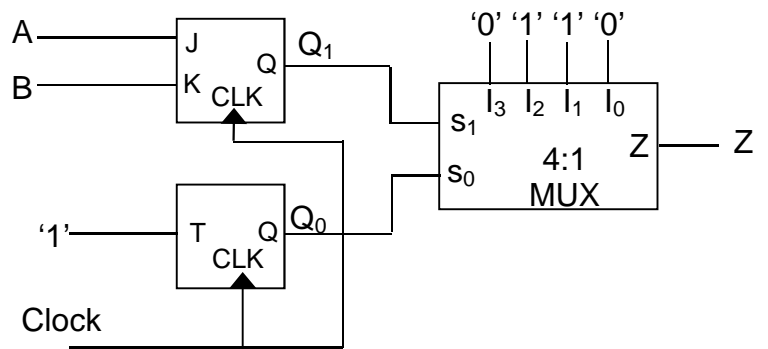 A
B
J
K
CLK
Q
Q₁
'0' '1' '1' '0'
I₃ I₂ I₁ I₀
s₁
s₀
4:1
MUX
Z
Z
'1'
T
CLK
Q
Q₀
Clock